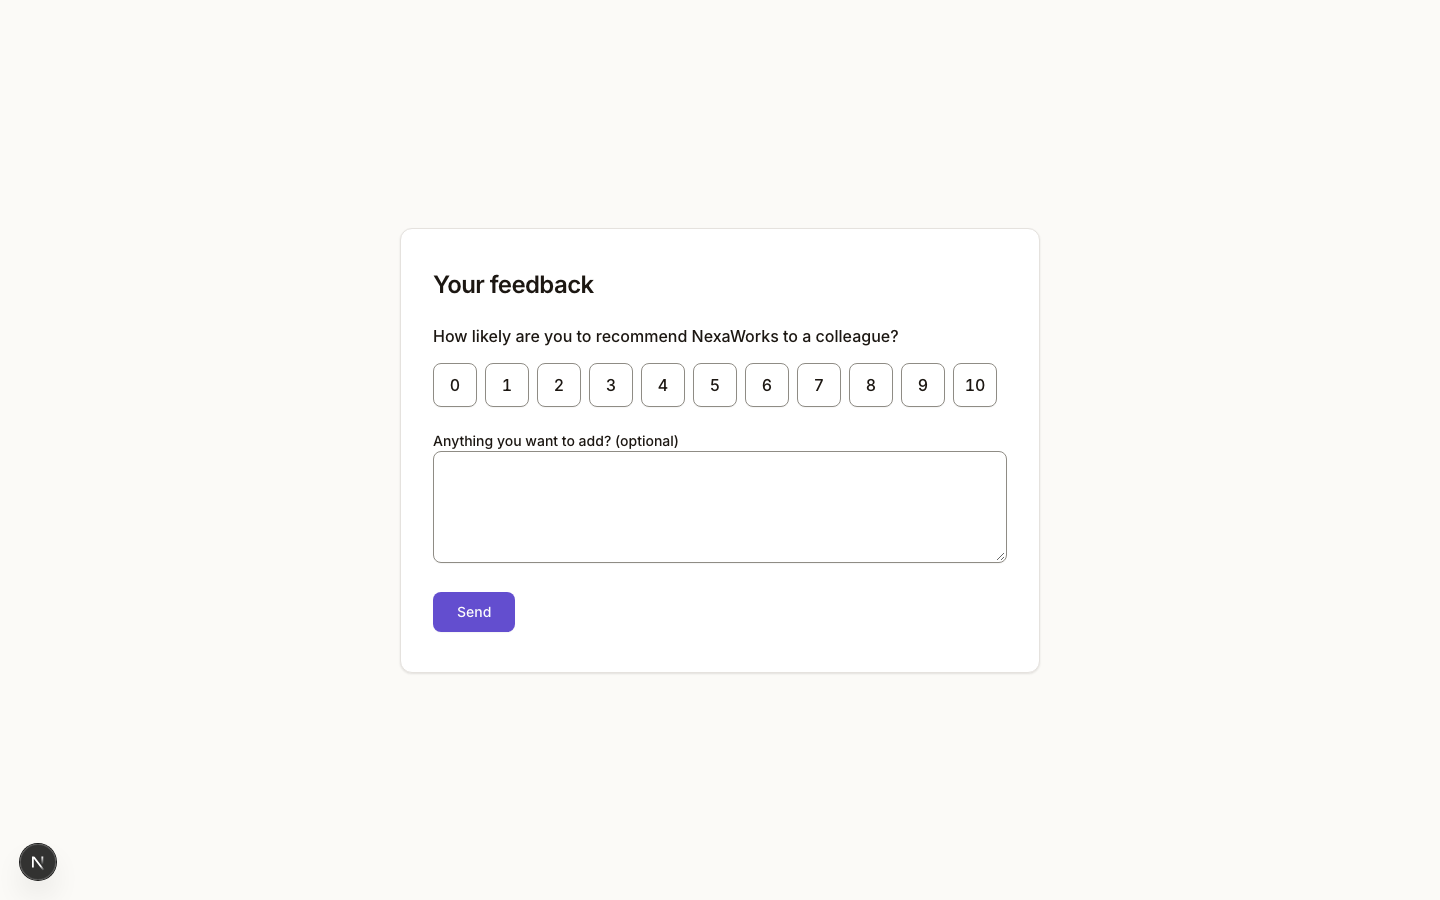 Your feedback
How likely are you to recommend NexaWorks to a colleague?
0 1 2 3 4 5 6 7 8 9 10
Anything you want to add? (optional)
Send
N